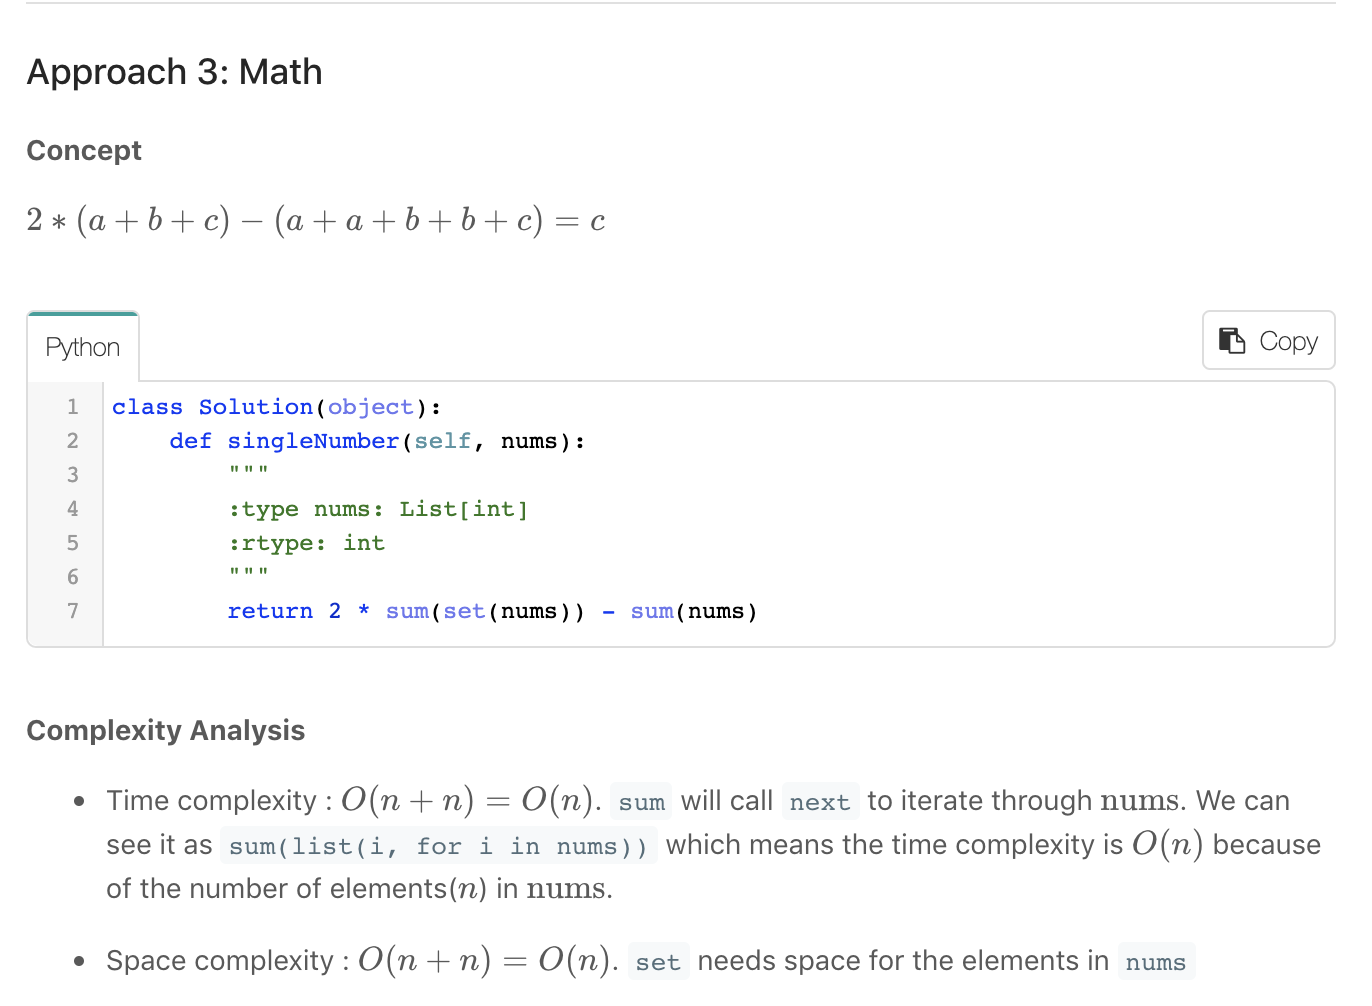 Approach 3: Math
Concept
2 ∗ (a + b + c) − (a + a + b + b + c) = c
Python
Copy
1 class Solution(object):
2     def singleNumber(self, nums):
3         """
4         :type nums: List[int]
5         :rtype: int
6         """
7         return 2 * sum(set(nums)) - sum(nums)
Complexity Analysis
• Time complexity : O(n + n) = O(n). sum will call next to iterate through nums. We can
see it as sum(list(i, for i in nums)) which means the time complexity is O(n) because
of the number of elements(n) in nums.
• Space complexity : O(n + n) = O(n). set needs space for the elements in nums